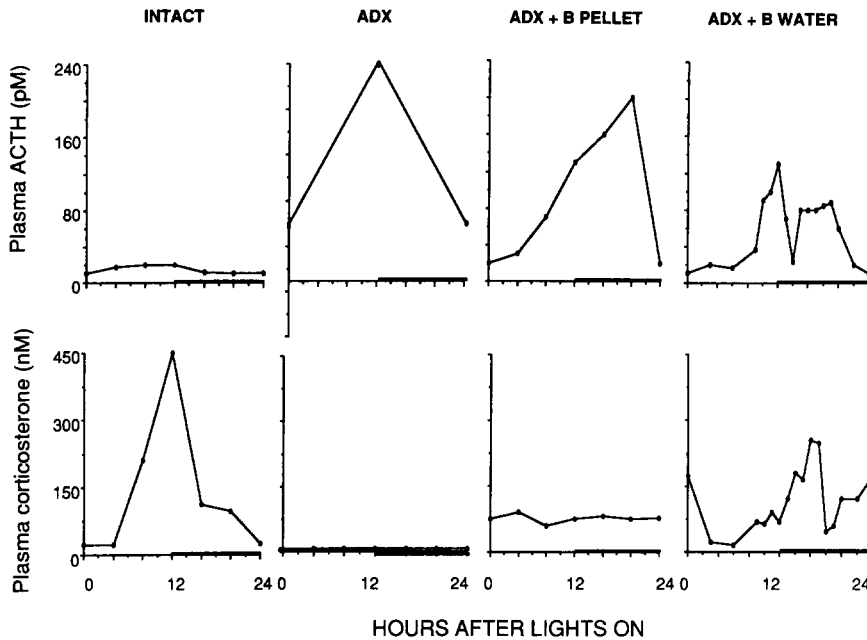 INTACT ADX ADX + B PELLET ADX + B WATER
Plasma ACTH (pM)
240
160
80
0
Plasma corticosterone (nM)
450
300
150
0
0 12 24 0 12 24 0 12 24 0 12 24
HOURS AFTER LIGHTS ON